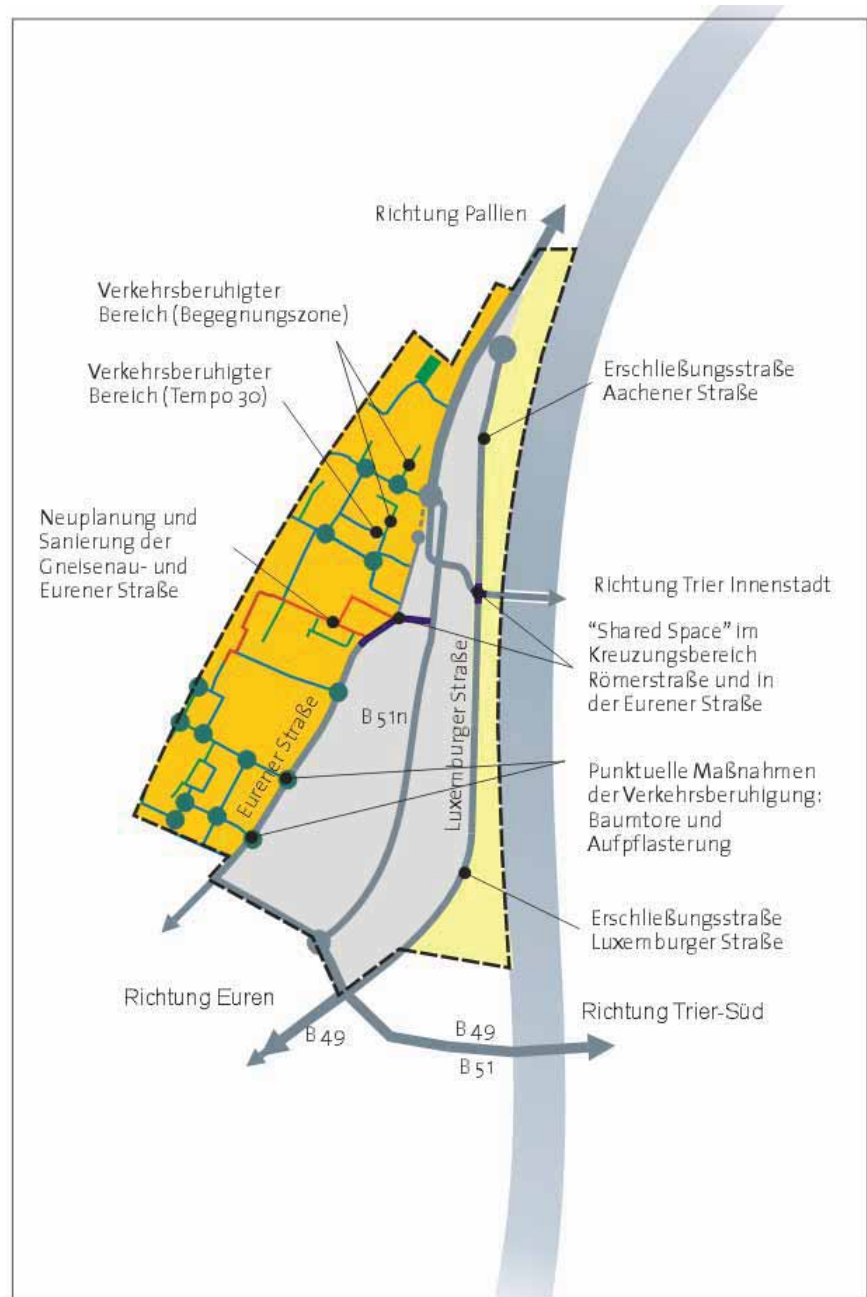 Richtung Pallien
Verkehrsberuhigter
Bereich (Begegnungszone)
Verkehrsberuhigter
Bereich (Tempo 30)
Erschließungsstraße
Aachener Straße
Neuplanung und
Sanierung der
Gneisenau- und
Eurener Straße
Richtung Trier Innenstadt
"Shared Space" im
Kreuzungsbereich
Römerstraße und in
der Eurener Straße
B 51n
Luxemburger Straße
Eurener Straße
Punktuelle Maßnahmen
der Verkehrsberuhigung:
Baumtore und
Aufpflasterung
Erschließungsstraße
Luxemburger Straße
Richtung Euren
Richtung Trier-Süd
B 49
B 49
B 51